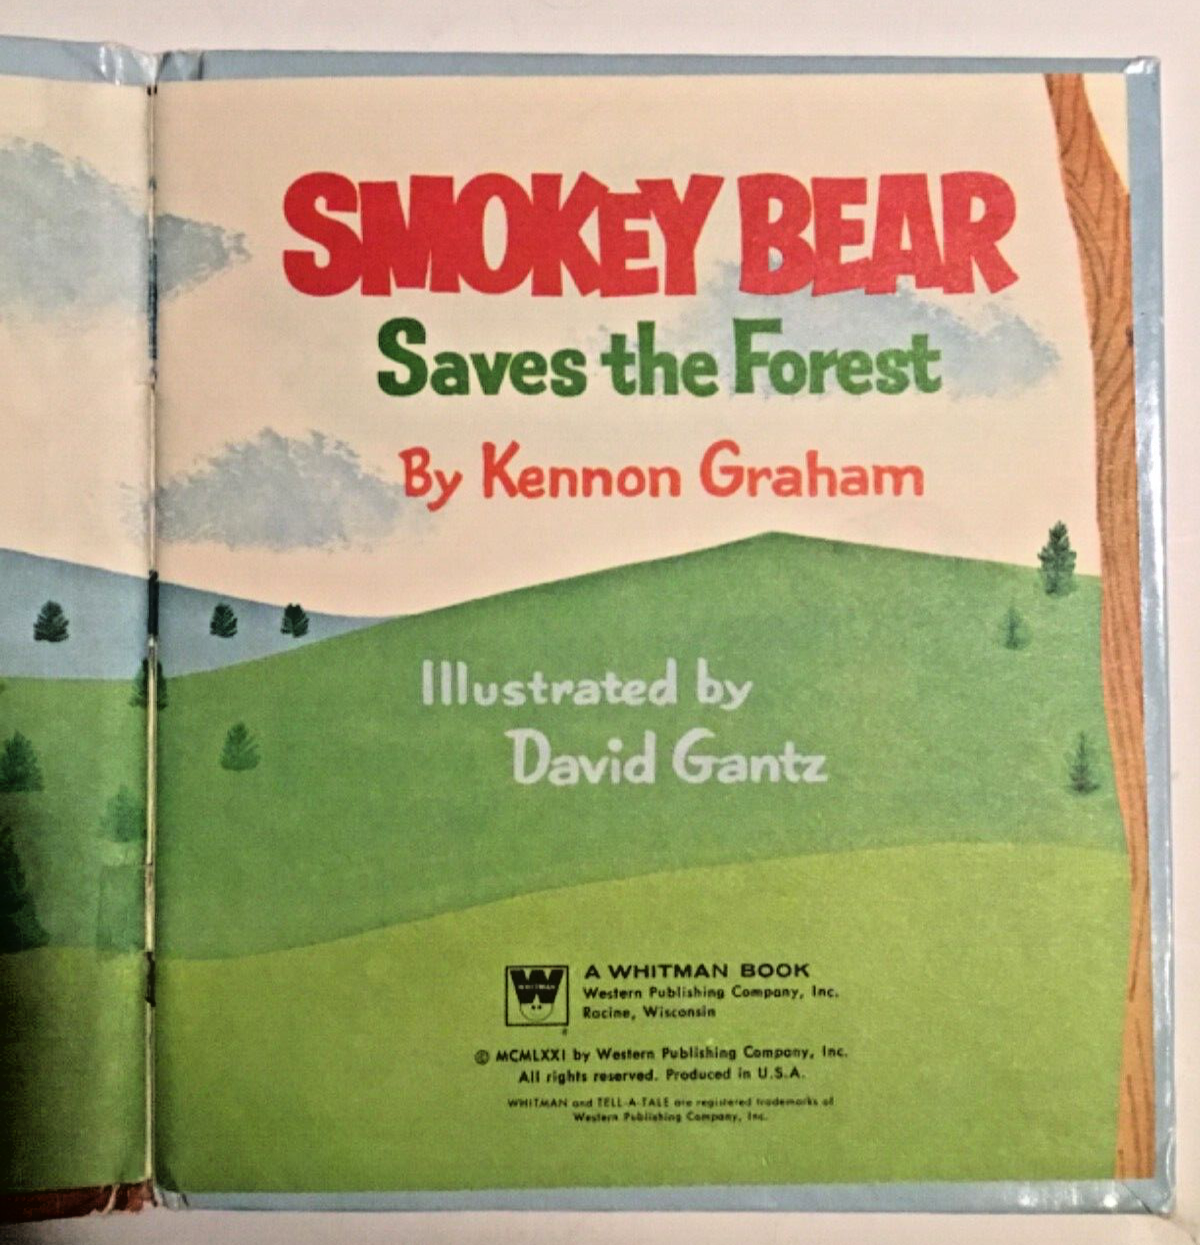 SMOKEY BEAR
Saves the Forest
By Kennon Graham
Illustrated by
David Gantz
W
WHITMAN
®
A WHITMAN BOOK
Western Publishing Company, Inc.
Racine, Wisconsin
© MCMLXXI by Western Publishing Company, Inc.
All rights reserved. Produced in U.S.A.
WHITMAN and TELL-A-TALE are registered trademarks of
Western Publishing Company, Inc.